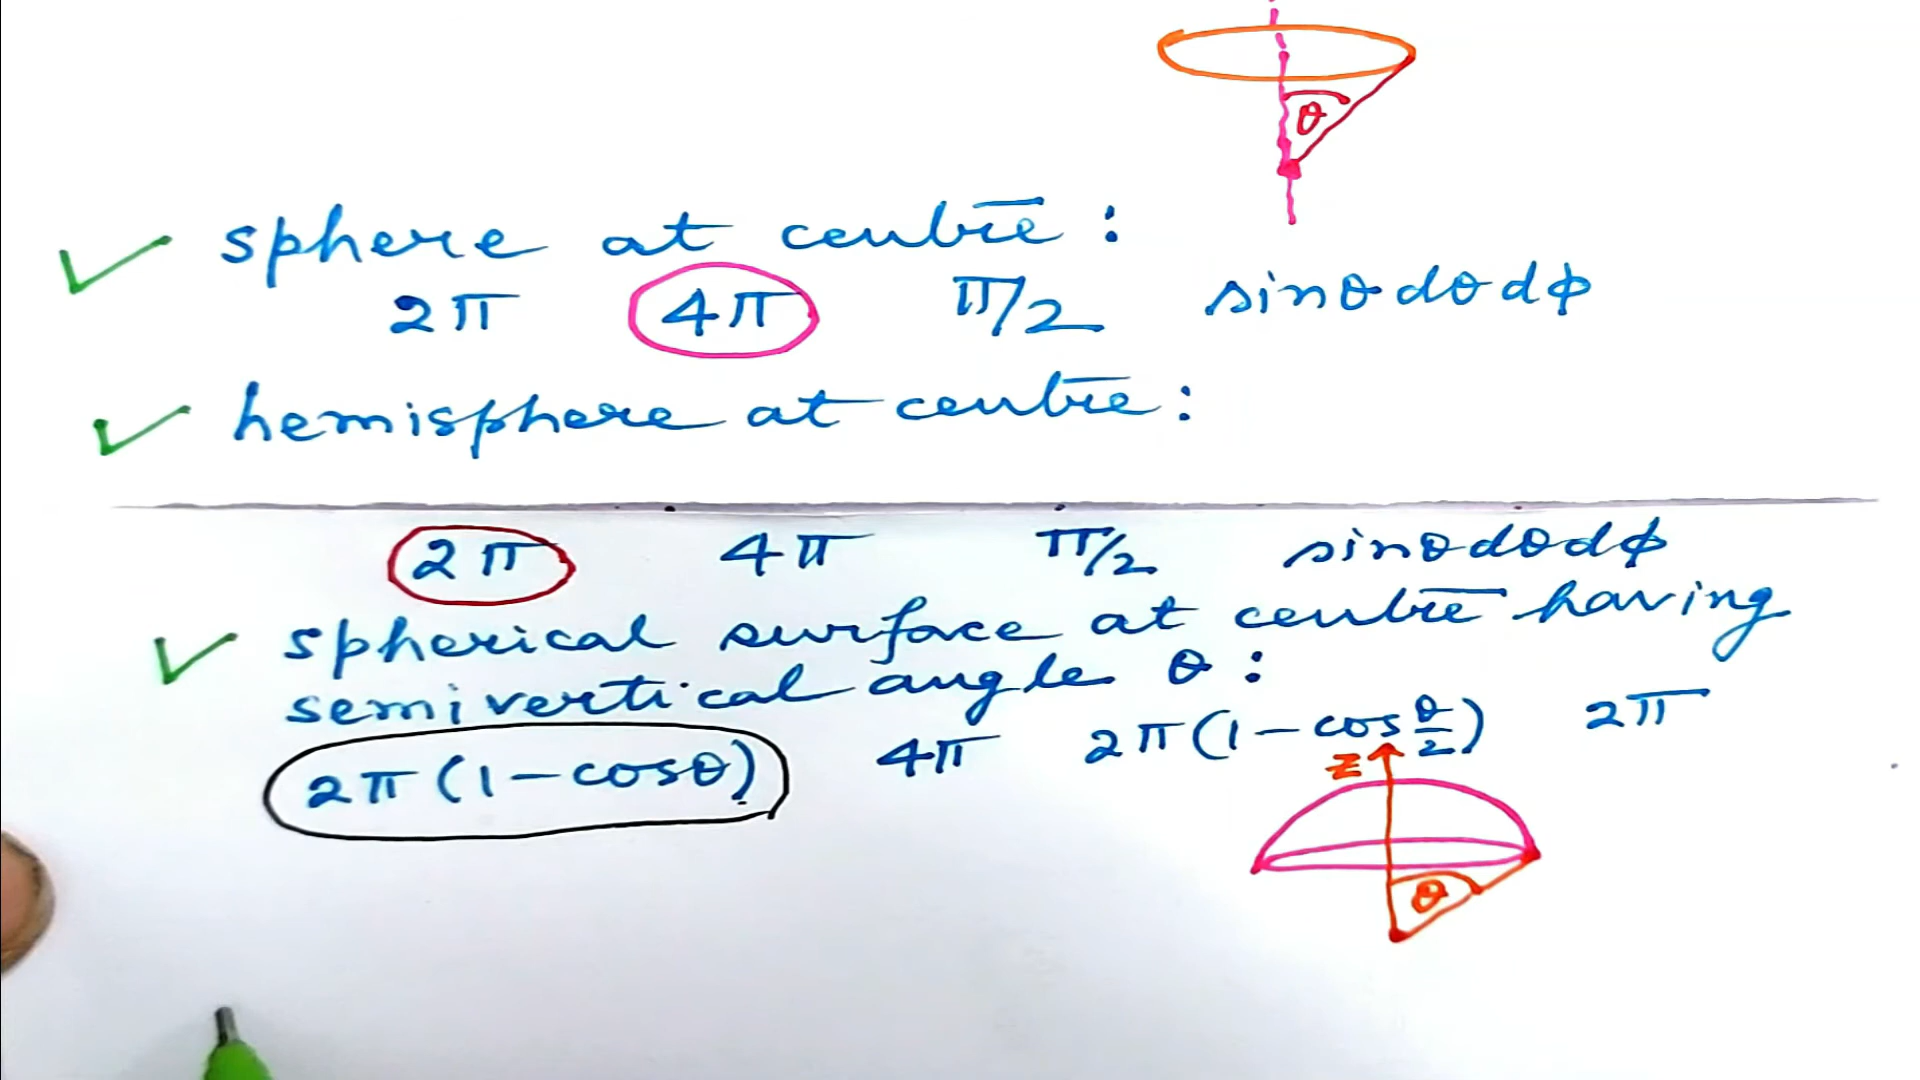 θ
sphere at centre :
2π 4π π/2 sinθdθdϕ
hemisphere at centre :
2π 4π π/2 sinθdθdϕ
spherical surface at centre having
semivertical angle θ :
2π(1-cosθ) 4π 2π(1-cosθ/2) 2π
z
θ